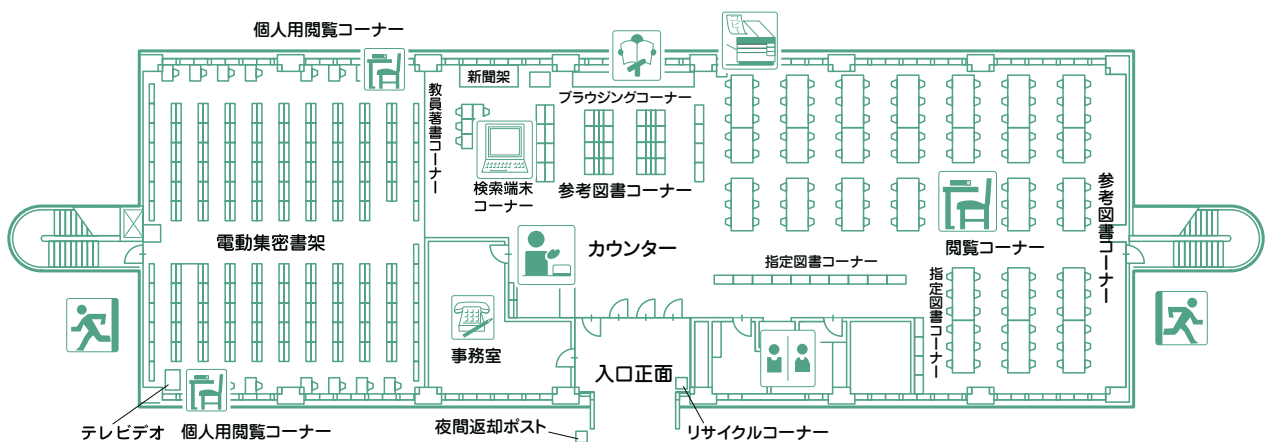 個人用閲覧コーナー
新聞架
ブラウジングコーナー
教員著書コーナー
検索端末
コーナー
参考図書コーナー
参考図書コーナー
電動集密書架
カウンター
閲覧コーナー
指定図書コーナー
指定図書コーナー
事務室
入口正面
テレビデオ
個人用閲覧コーナー
夜間返却ポスト
リサイクルコーナー